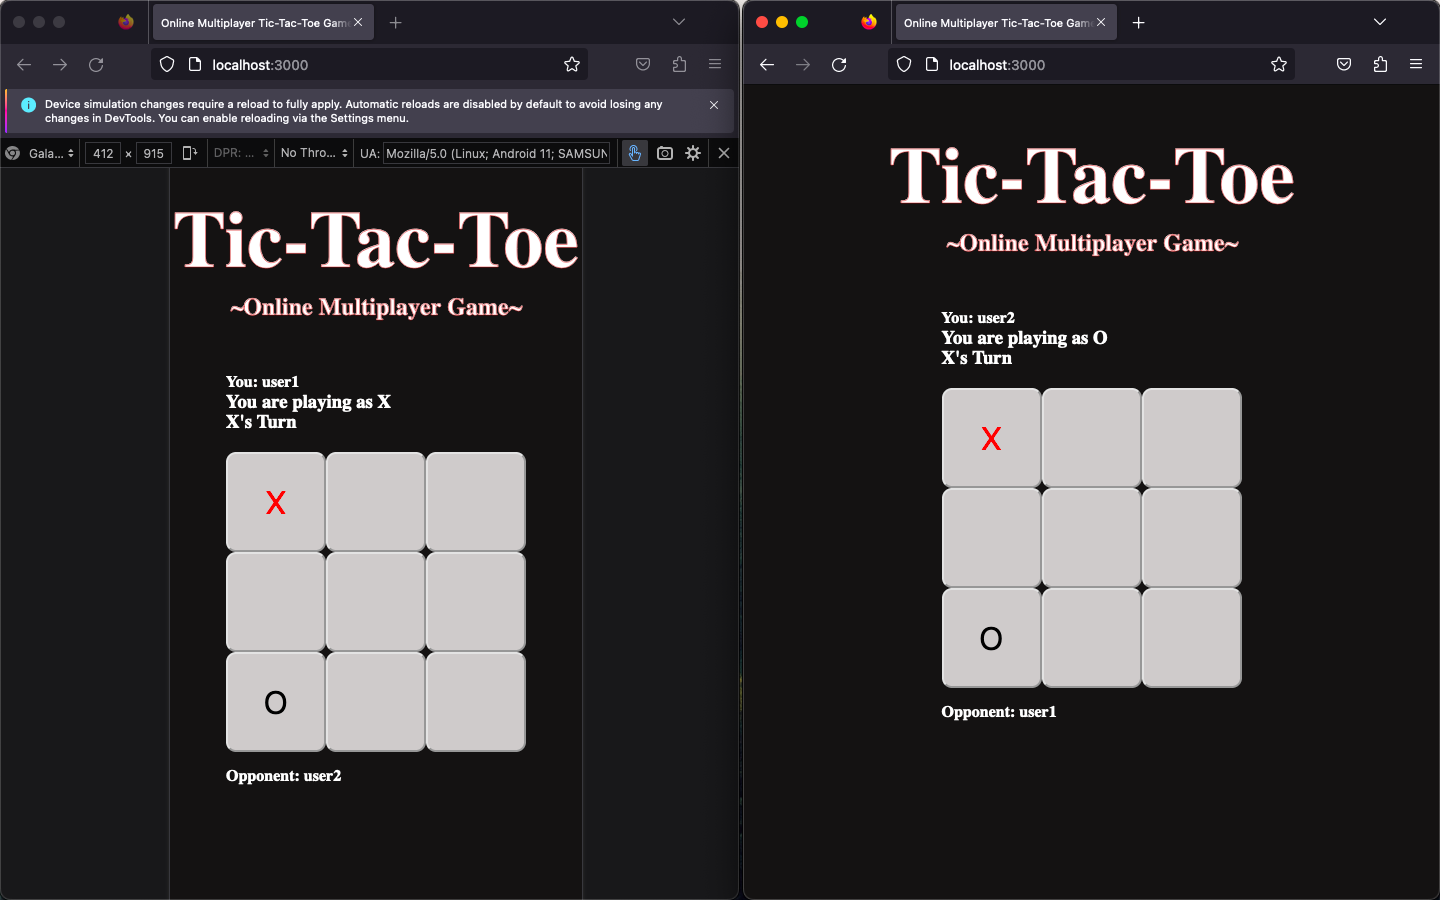 Online Multiplayer Tic-Tac-Toe Gam
localhost:3000
Device simulation changes require a reload to fully apply. Automatic reloads are disabled by default to avoid losing any
changes in DevTools. You can enable reloading via the Settings menu.
Gala... 412 x 915 DPR: ... No Thro... UA: Mozilla/5.0 (Linux; Android 11; SAMSUN
Tic-Tac-Toe
~Online Multiplayer Game~
You: user1
You are playing as X
X's Turn
X
O
Opponent: user2
Online Multiplayer Tic-Tac-Toe Gam
localhost:3000
Tic-Tac-Toe
~Online Multiplayer Game~
You: user2
You are playing as O
X's Turn
X
O
Opponent: user1